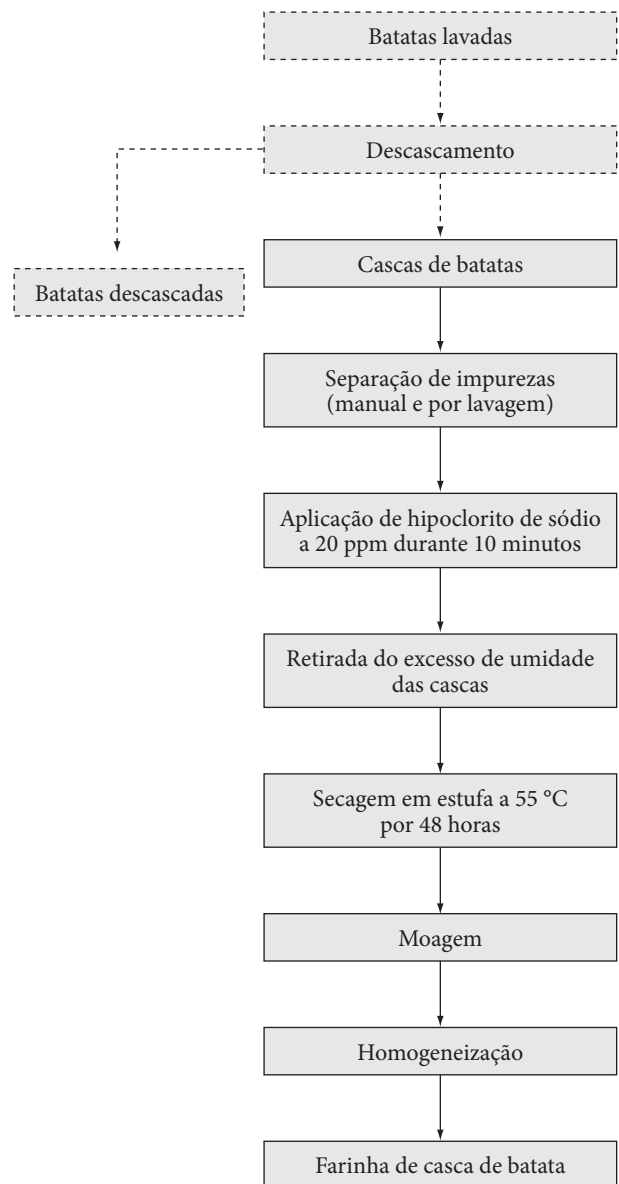 Batatas lavadas
Descascamento
Batatas descascadas
Cascas de batatas
Separação de impurezas
(manual e por lavagem)
Aplicação de hipoclorito de sódio
a 20 ppm durante 10 minutos
Retirada do excesso de umidade
das cascas
Secagem em estufa a 55 °C
por 48 horas
Moagem
Homogeneização
Farinha de casca de batata